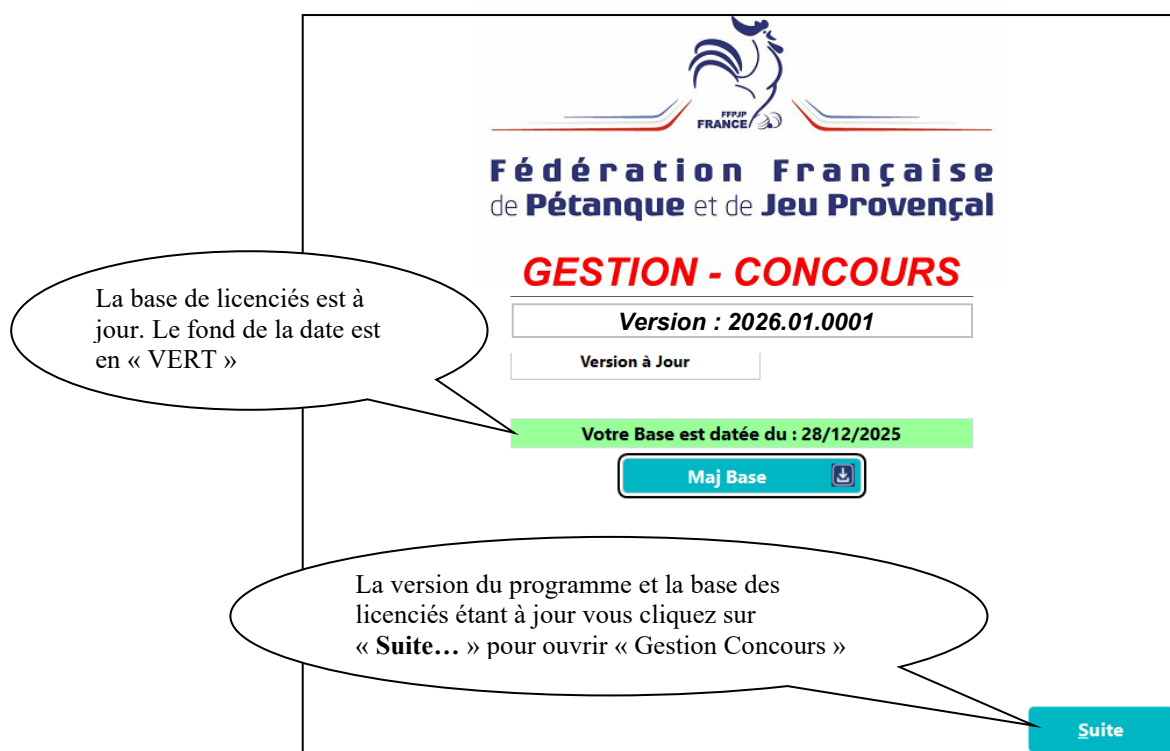 FFPJP
FRANCE
Fédération Française
de Pétanque et de Jeu Provençal
GESTION - CONCOURS
La base de licenciés est à
jour. Le fond de la date est
en « VERT »
Version : 2026.01.0001
Version à Jour
Votre Base est datée du : 28/12/2025
Maj Base
La version du programme et la base des
licenciés étant à jour vous cliquez sur
« Suite… » pour ouvrir « Gestion Concours »
Suite